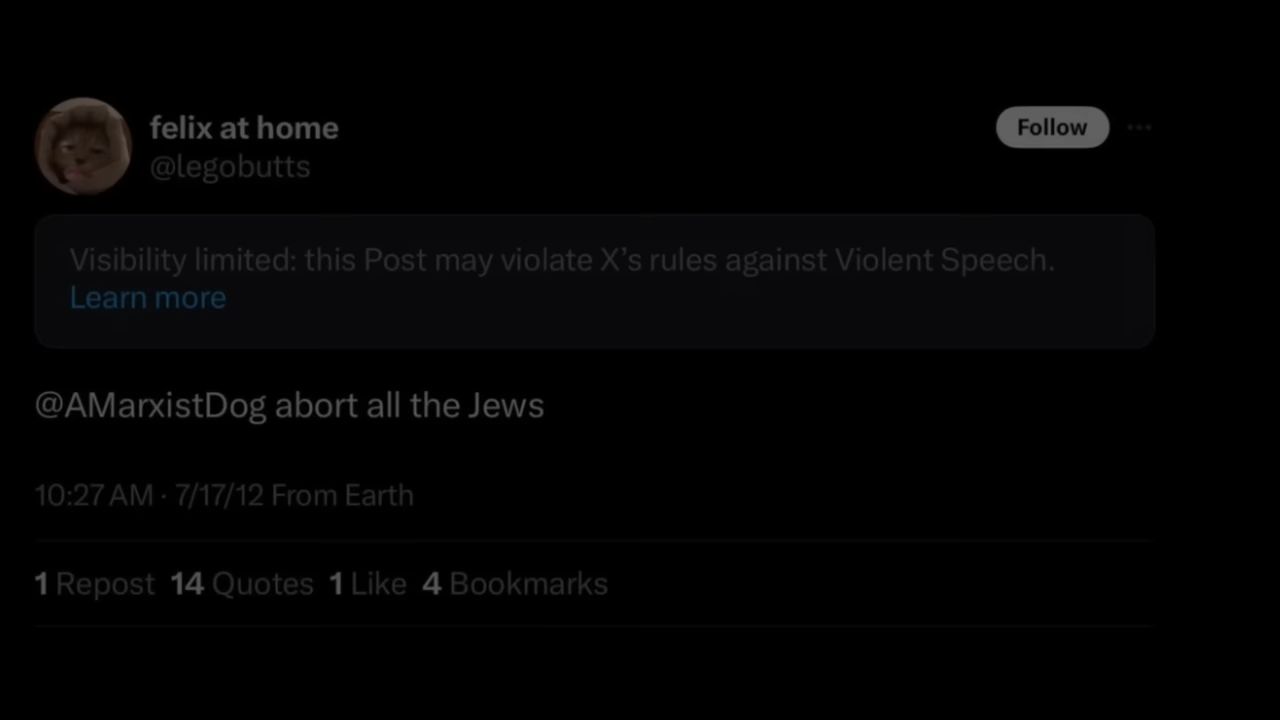 felix at home
Follow
@legobutts
Visibility limited: this Post may violate X’s rules against Violent Speech.
Learn more
@AMarxistDog abort all the Jews
10:27 AM · 7/17/12 From Earth
1 Repost 14 Quotes 1 Like 4 Bookmarks